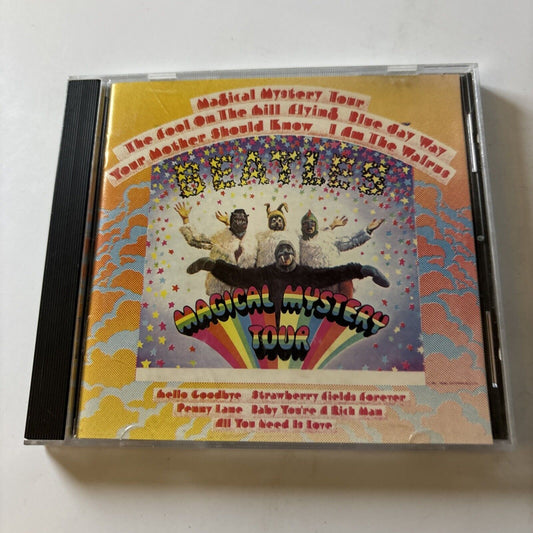 Magical Mystery Tour
The Fool On The Hill Flying Blue Jay Way
Your Mother Should Know I Am The Walrus
BEATLES
MAGICAL MYSTERY
TOUR
Hello Goodbye Strawberry Fields Forever
Penny Lane Baby You're A Rich Man
All You Need Is Love